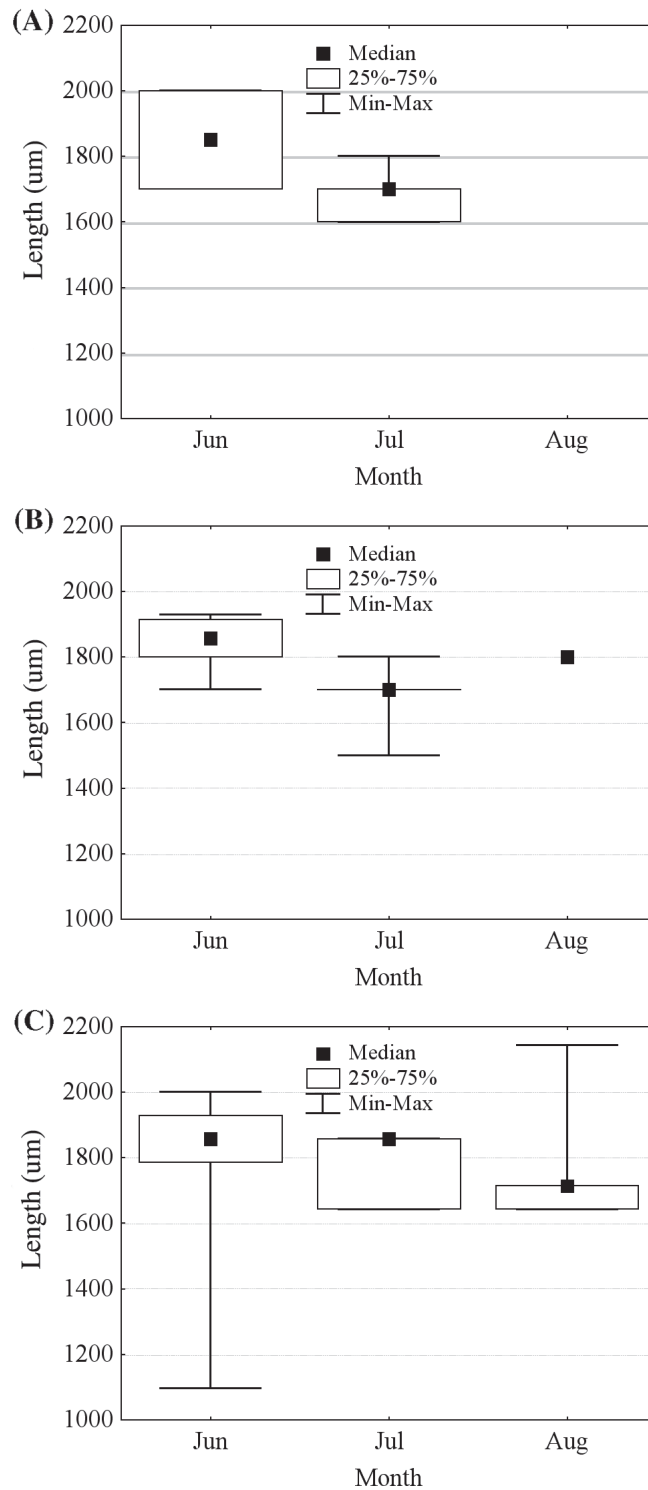 (A)
2200
2000
1800
1600
1400
1200
1000
Length (um)
Median
25%-75%
Min-Max
Jun Jul Aug
Month
(B)
2200
2000
1800
1600
1400
1200
1000
Length (um)
Median
25%-75%
Min-Max
Jun Jul Aug
Month
(C)
2200
2000
1800
1600
1400
1200
1000
Length (um)
Median
25%-75%
Min-Max
Jun Jul Aug
Month